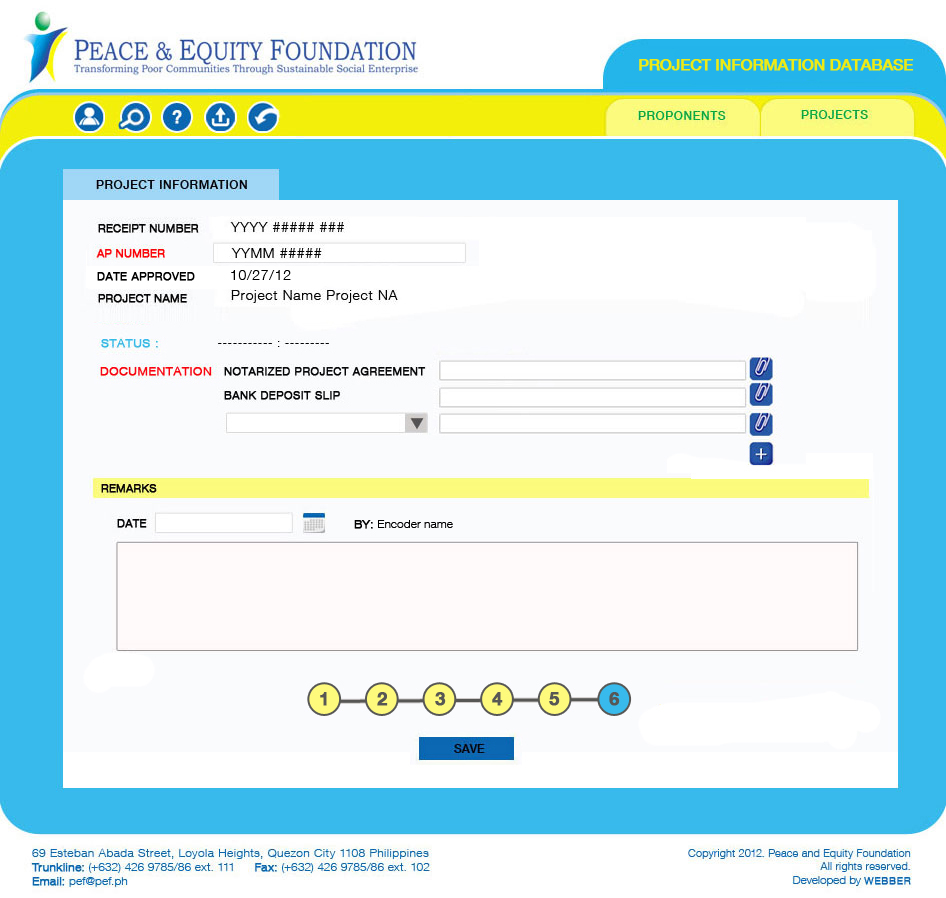 PEACE & EQUITY FOUNDATION
Transforming Poor Communities Through Sustainable Social Enterprise
PROJECT INFORMATION DATABASE
?
PROPONENTS
PROJECTS
PROJECT INFORMATION
RECEIPT NUMBER YYYY ##### ###
AP NUMBER YYMM #####
DATE APPROVED 10/27/12
PROJECT NAME Project Name Project NA
STATUS : ----------- : ---------
DOCUMENTATION NOTARIZED PROJECT AGREEMENT
BANK DEPOSIT SLIP
+
REMARKS
DATE BY: Encoder name
1 2 3 4 5 6
SAVE
69 Esteban Abada Street, Loyola Heights, Quezon City 1108 Philippines
Trunkline: (+632) 426 9785/86 ext. 111 Fax: (+632) 426 9785/86 ext. 102
Email: pef@pef.ph
Copyright 2012. Peace and Equity Foundation
All rights reserved.
Developed by WEBBER